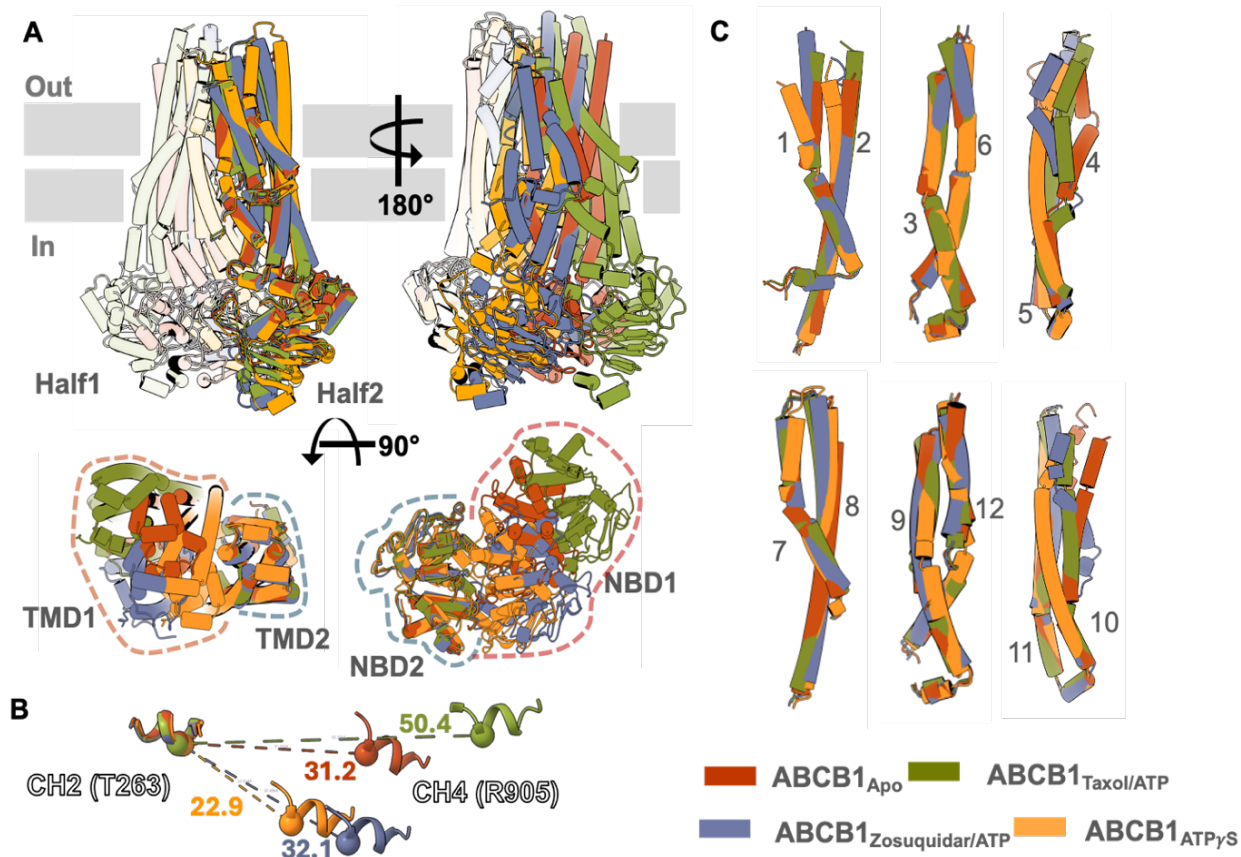 A
C
Out
In
180°
Half1
Half2
90°
TMD1
TMD2
NBD1
NBD2
1
2
3
6
4
5
7
8
9
12
11
10
B
50.4
31.2
CH2 (T263)
CH4 (R905)
22.9
32.1
ABCB1Apo
ABCB1Taxol/ATP
ABCB1Zosuquidar/ATP
ABCB1ATPγS